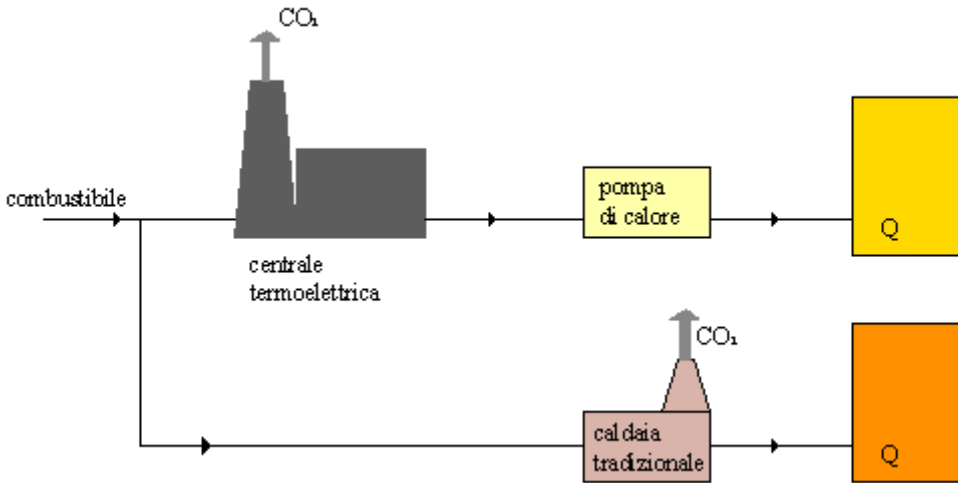 CO₂
combustibile
pompa
di calore
Q
centrale
termoelettrica
CO₂
caldaia
tradizionale
Q